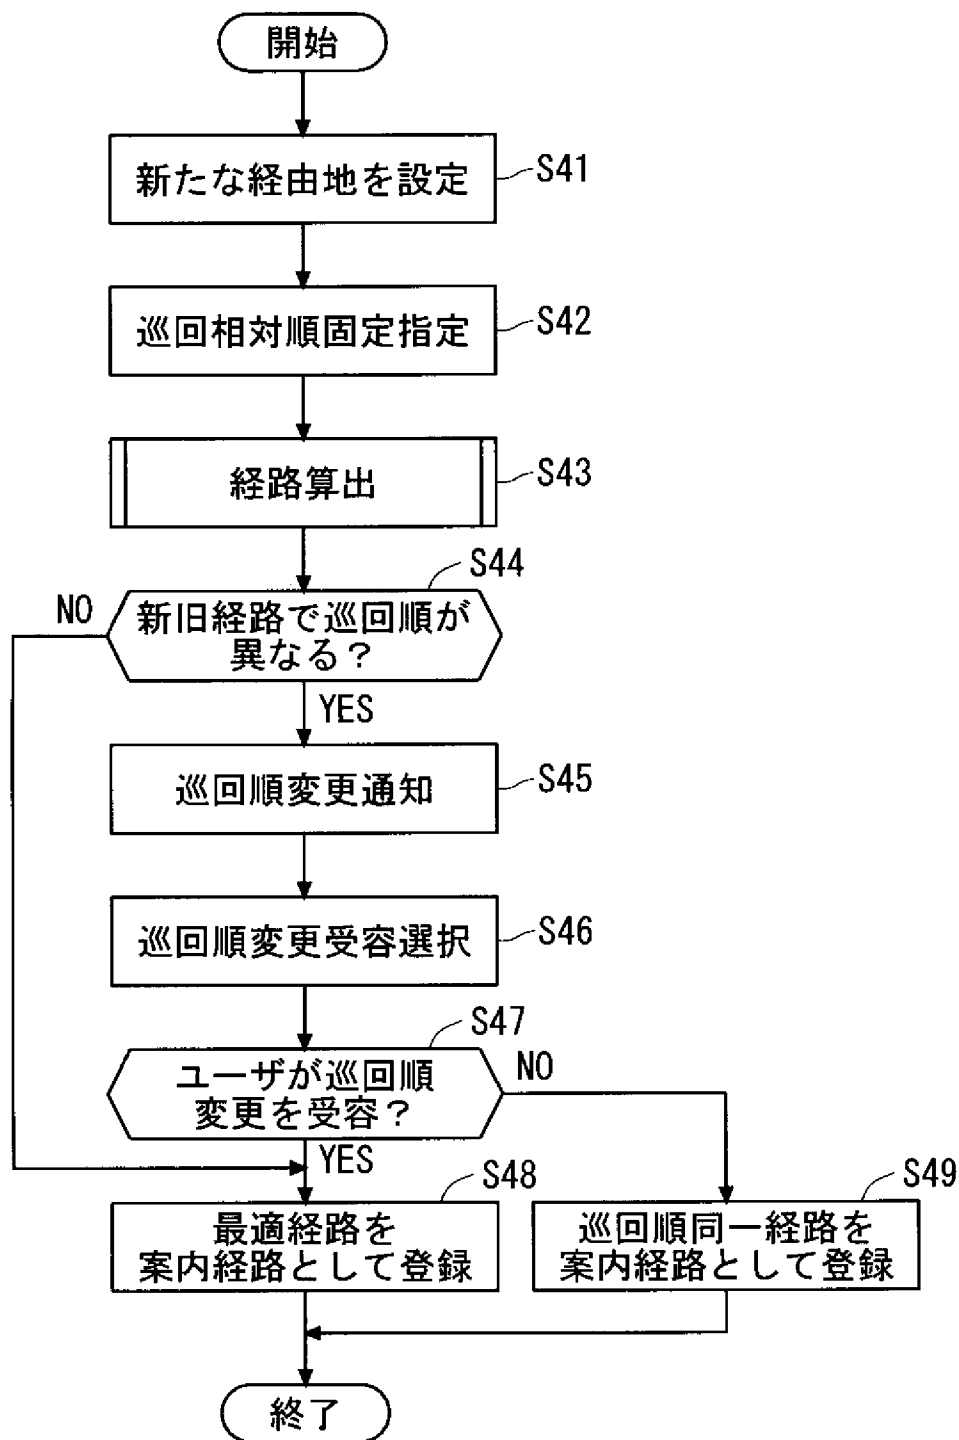 開始
新たな経由地を設定
S41
巡回相対順固定指定
S42
経路算出
S43
S44
新旧経路で巡回順が
異なる?
NO
YES
巡回順変更通知
S45
巡回順変更受容選択
S46
S47
ユーザが巡回順
変更を受容?
NO
YES
S48
最適経路を
案内経路として登録
S49
巡回順同一経路を
案内経路として登録
終了